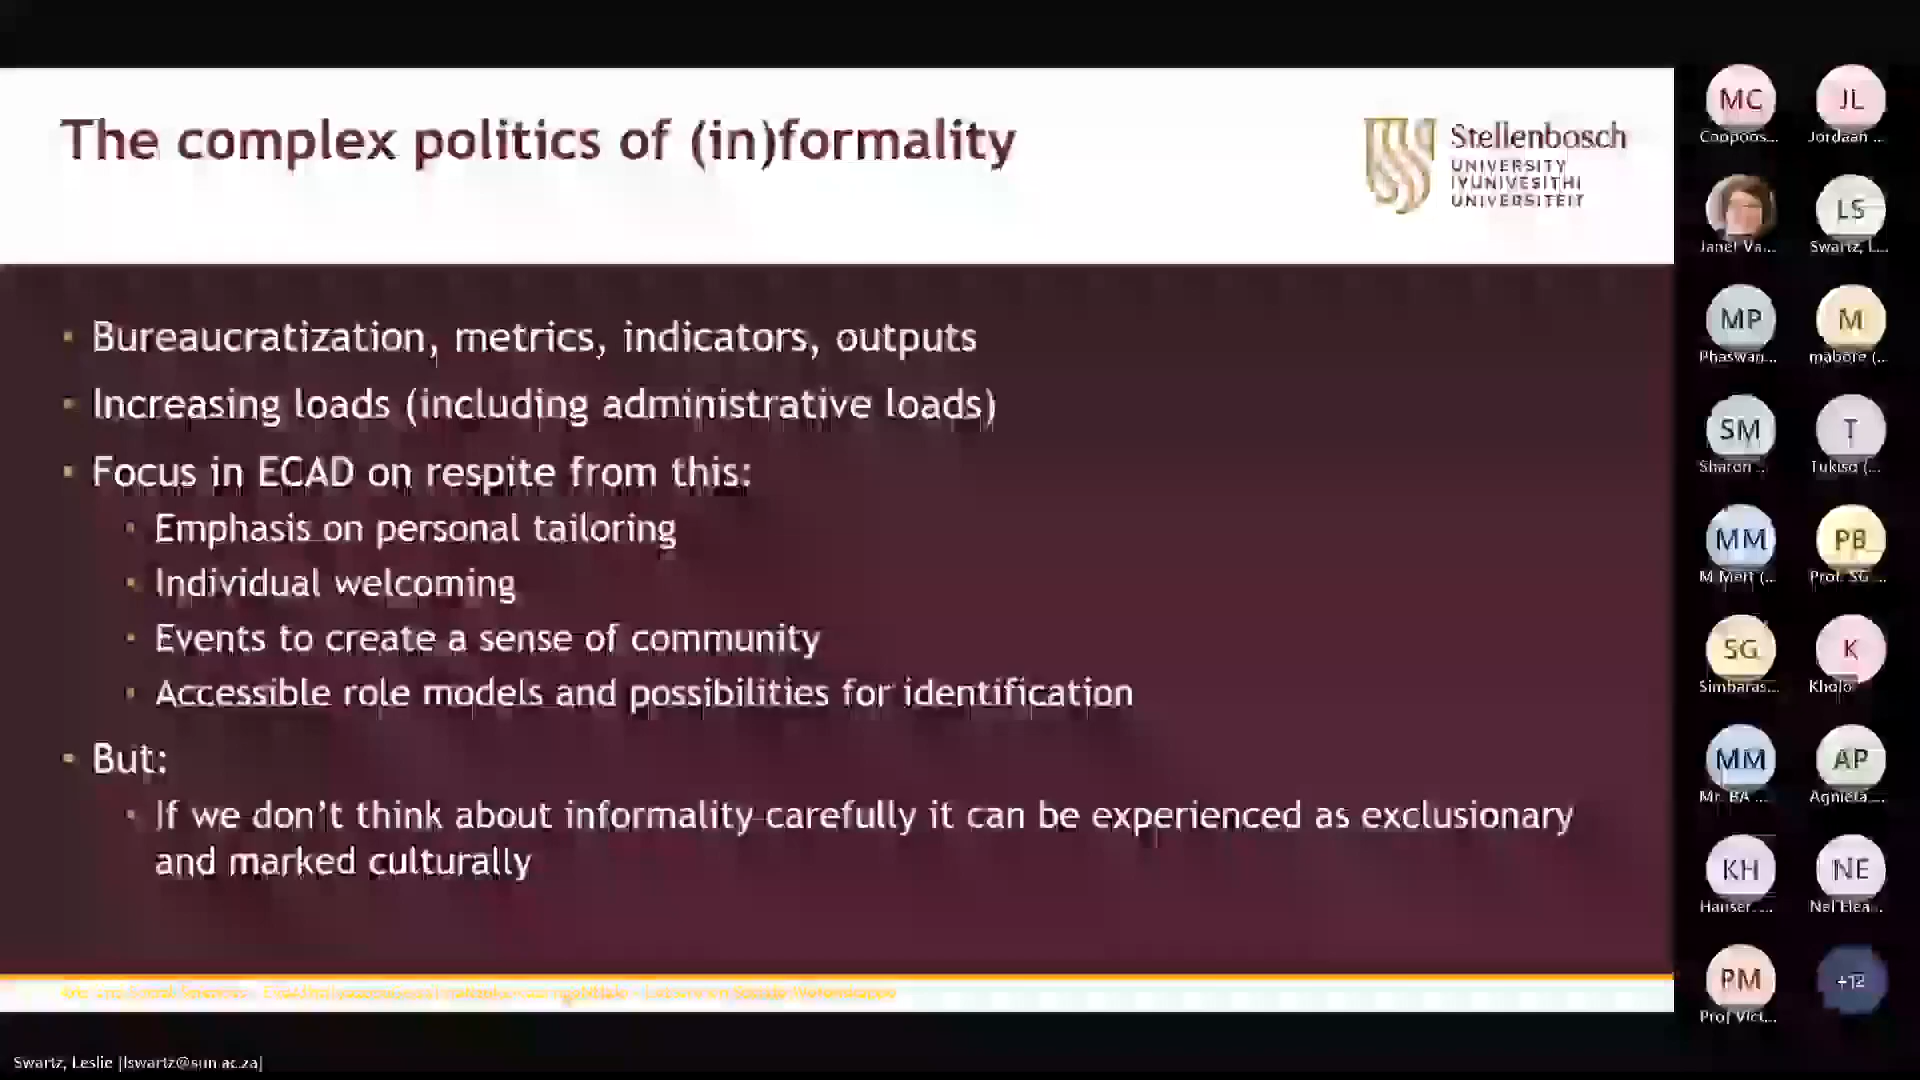 The complex politics of (in)formality
Stellenbosch
UNIVERSITY
IYUNIVESITHI
UNIVERSITEIT
Bureaucratization, metrics, indicators, outputs
Increasing loads (including administrative loads)
Focus in ECAD on respite from this:
Emphasis on personal tailoring
Individual welcoming
Events to create a sense of community
Accessible role models and possibilities for identification
But:
If we don't think about informality carefully it can be experienced as exclusionary
and marked culturally
MC JL
Coppoos... Jordaan ...
LS
Janet Va... Swartz, L...
MP M
Phaswan... mabore (...
SM T
Sharon ... Tukiso (...
MM PB
M Mert (... Prof. SG ...
SG K
Simbaras... Kholo
MM AP
Mr. BA ... Agnieta ...
KH NE
Hansen ... Nel Elea...
PM +12
Prof Vict...
Swartz, Leslie [lswartz@sun.ac.za]